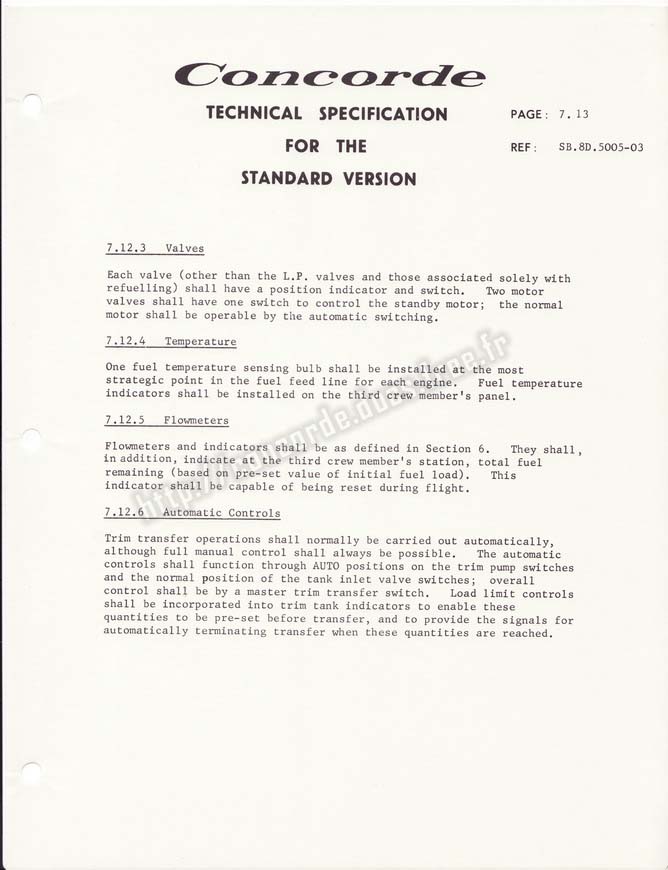 Concorde
TECHNICAL SPECIFICATION
FOR THE
STANDARD VERSION
PAGE: 7. 13
REF: SB.8D.5005-03
7.12.3 Valves
Each valve (other than the L.P. valves and those associated solely with
refuelling) shall have a position indicator and switch. Two motor
valves shall have one switch to control the standby motor; the normal
motor shall be operable by the automatic switching.
7.12.4 Temperature
One fuel temperature sensing bulb shall be installed at the most
strategic point in the fuel feed line for each engine. Fuel temperature
indicators shall be installed on the third crew member's panel.
7.12.5 Flowmeters
Flowmeters and indicators shall be as defined in Section 6. They shall,
in addition, indicate at the third crew member's station, total fuel
remaining (based on pre-set value of initial fuel load). This
indicator shall be capable of being reset during flight.
7.12.6 Automatic Controls
Trim transfer operations shall normally be carried out automatically,
although full manual control shall always be possible. The automatic
controls shall function through AUTO positions on the trim pump switches
and the normal position of the tank inlet valve switches; overall
control shall be by a master trim transfer switch. Load limit controls
shall be incorporated into trim tank indicators to enable these
quantities to be pre-set before transfer, and to provide the signals for
automatically terminating transfer when these quantities are reached.